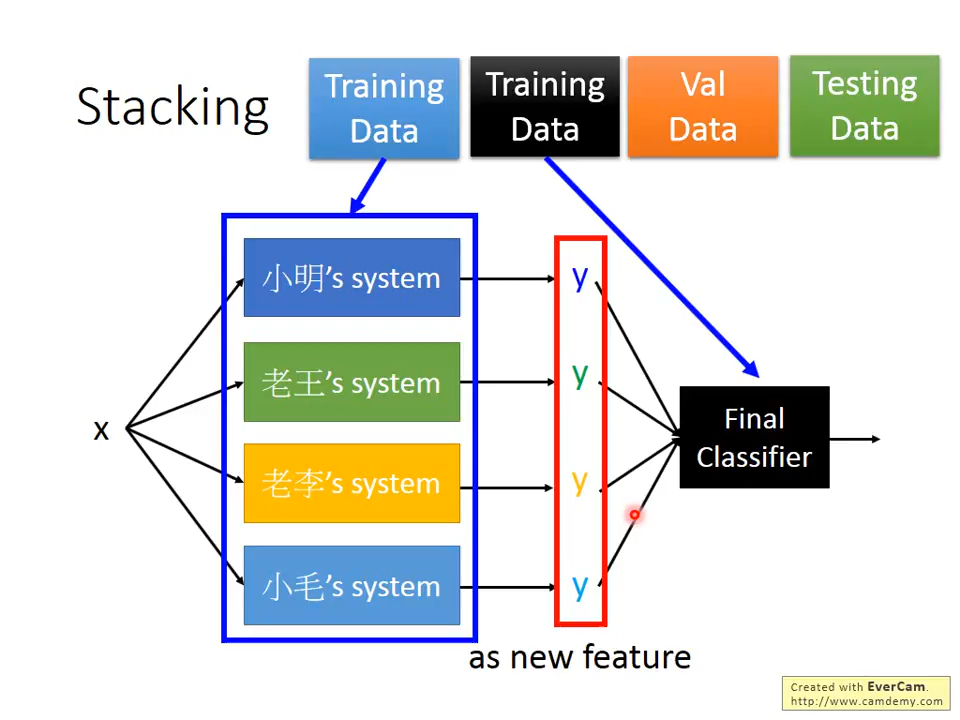 Stacking
Training
Data
Training
Data
Val
Data
Testing
Data
小明's system
y
老王's system
y
x
Final
Classifier
老李's system
y
小毛's system
y
as new feature
Created with EverCam.
http://www.camdemy.com